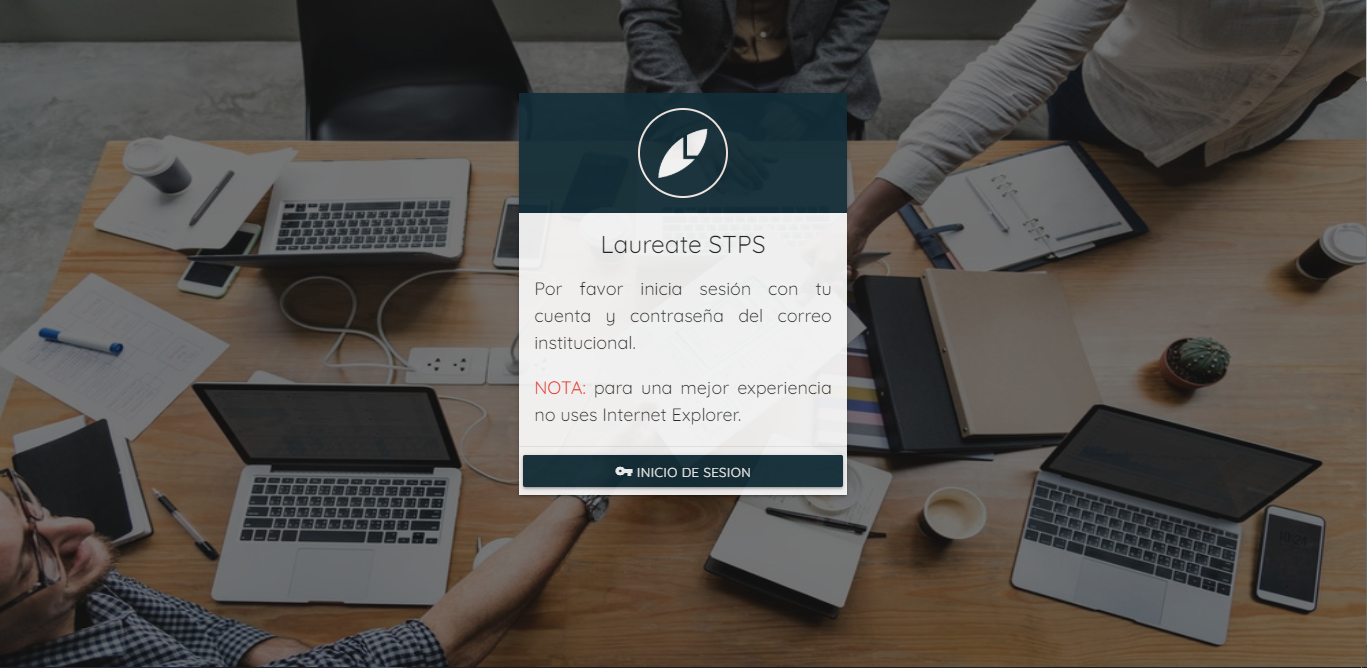 Laureate STPS
Por favor inicia sesión con tu
cuenta y contraseña del correo
institucional.
NOTA: para una mejor experiencia
no uses Internet Explorer.
INICIO DE SESION